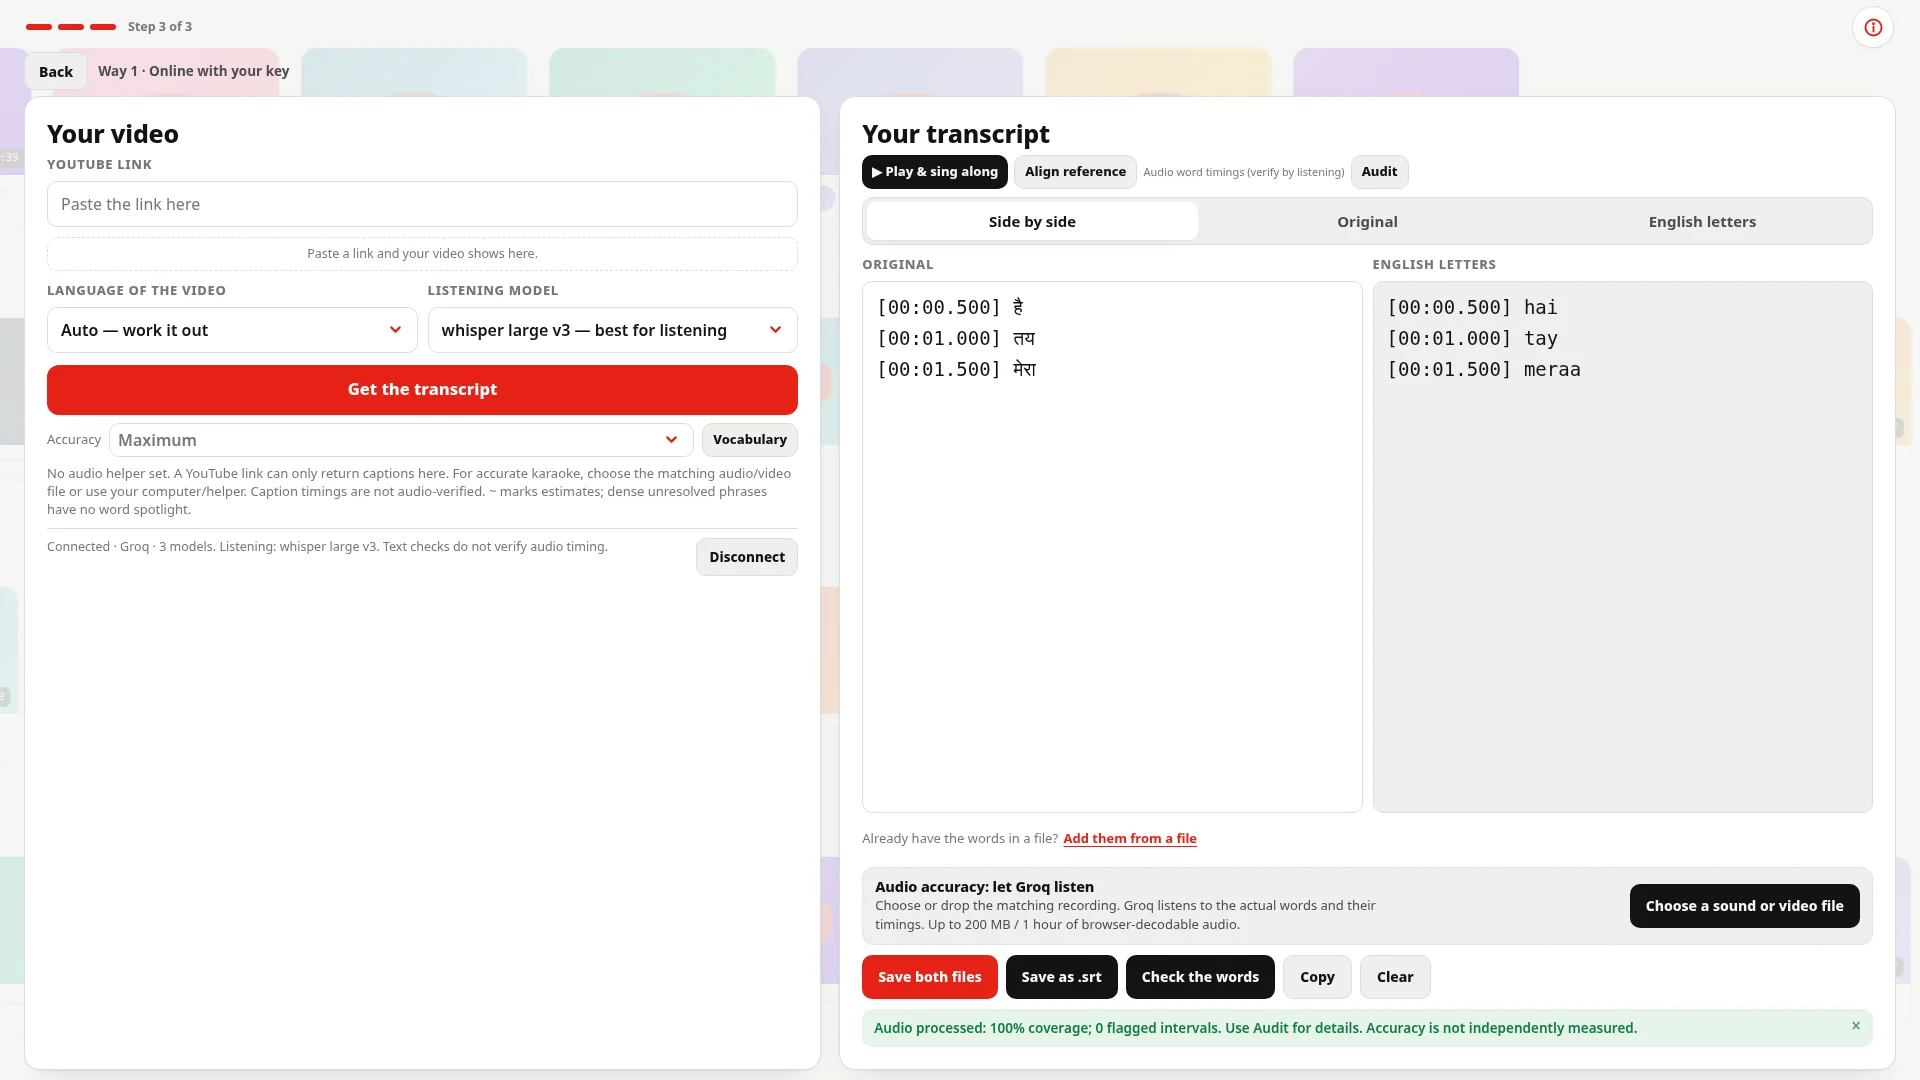 Step 3 of 3
Back
Way 1 · Online with your key
:39
Your video
YOUTUBE LINK
Paste the link here
Paste a link and your video shows here.
LANGUAGE OF THE VIDEO
LISTENING MODEL
Auto — work it out
whisper large v3 — best for listening
Get the transcript
Accuracy
Maximum
Vocabulary
No audio helper set. A YouTube link can only return captions here. For accurate karaoke, choose the matching audio/video
file or use your computer/helper. Caption timings are not audio-verified. ~ marks estimates; dense unresolved phrases
have no word spotlight.
Connected · Groq · 3 models. Listening: whisper large v3. Text checks do not verify audio timing.
Disconnect
Your transcript
▶ Play & sing along
Align reference
Audio word timings (verify by listening)
Audit
Side by side
Original
English letters
ORIGINAL
[00:00.500] है
[00:01.000] तय
[00:01.500] मेरा
ENGLISH LETTERS
[00:00.500] hai
[00:01.000] tay
[00:01.500] meraa
Already have the words in a file? Add them from a file
Audio accuracy: let Groq listen
Choose or drop the matching recording. Groq listens to the actual words and their
timings. Up to 200 MB / 1 hour of browser-decodable audio.
Choose a sound or video file
Save both files
Save as .srt
Check the words
Copy
Clear
Audio processed: 100% coverage; 0 flagged intervals. Use Audit for details. Accuracy is not independently measured.
×